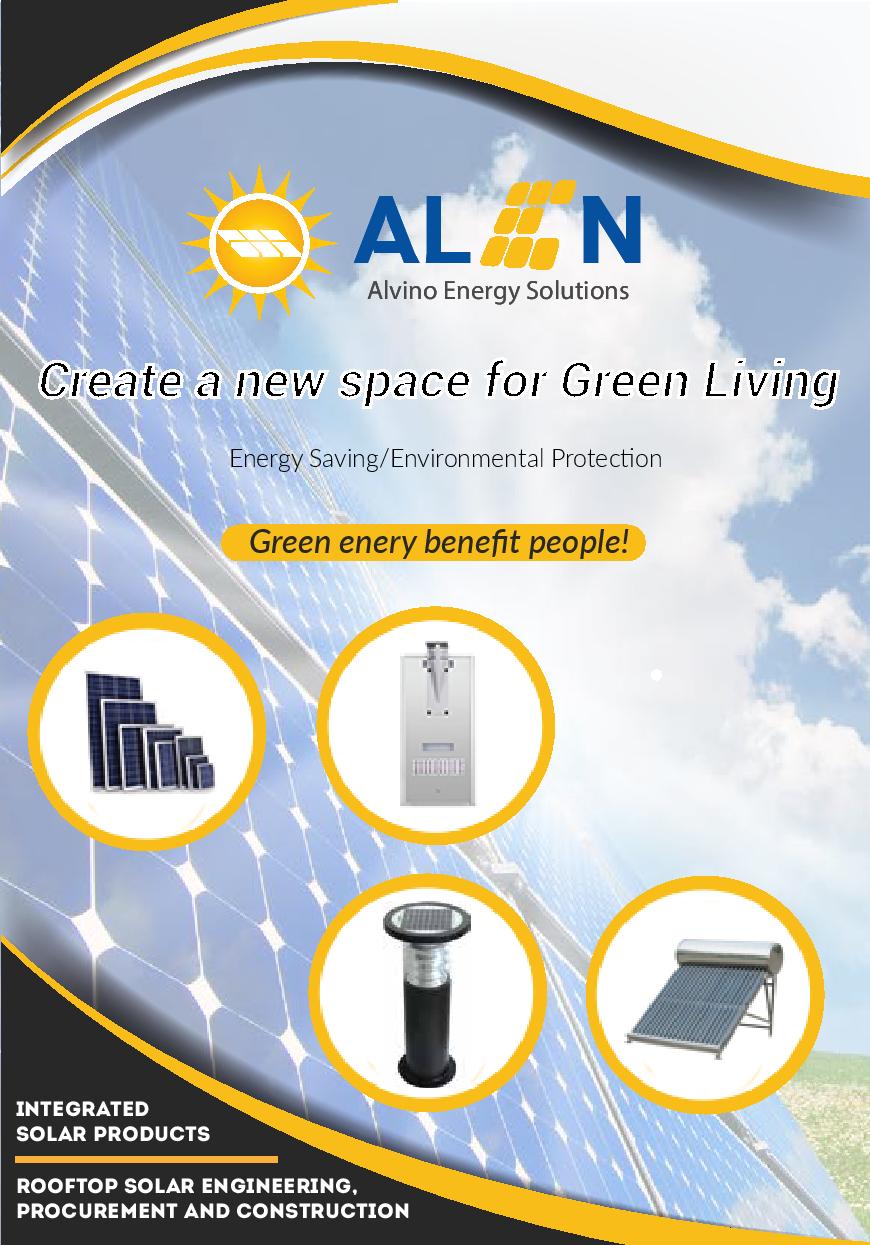 ALEN
Alvino Energy Solutions
Create a new space for Green Living
Energy Saving/Environmental Protection
Green enery benefit people!
INTEGRATED
SOLAR PRODUCTS
ROOFTOP SOLAR ENGINEERING,
PROCUREMENT AND CONSTRUCTION